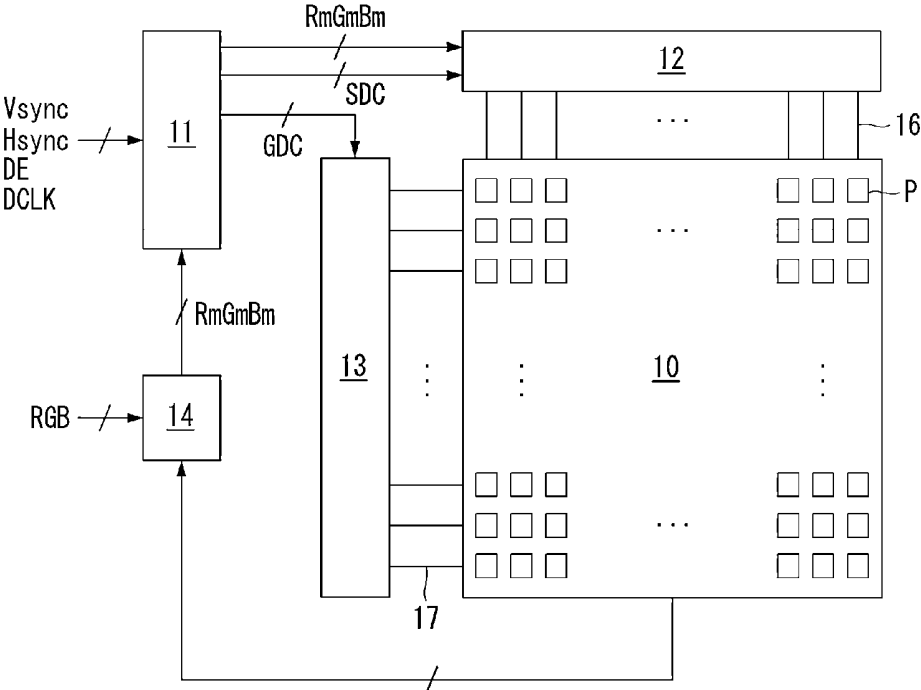 RmGmBm
12
SDC
Vsync
Hsync
DE
DCLK
11
GDC
16
P
RmGmBm
13
10
RGB
14
17